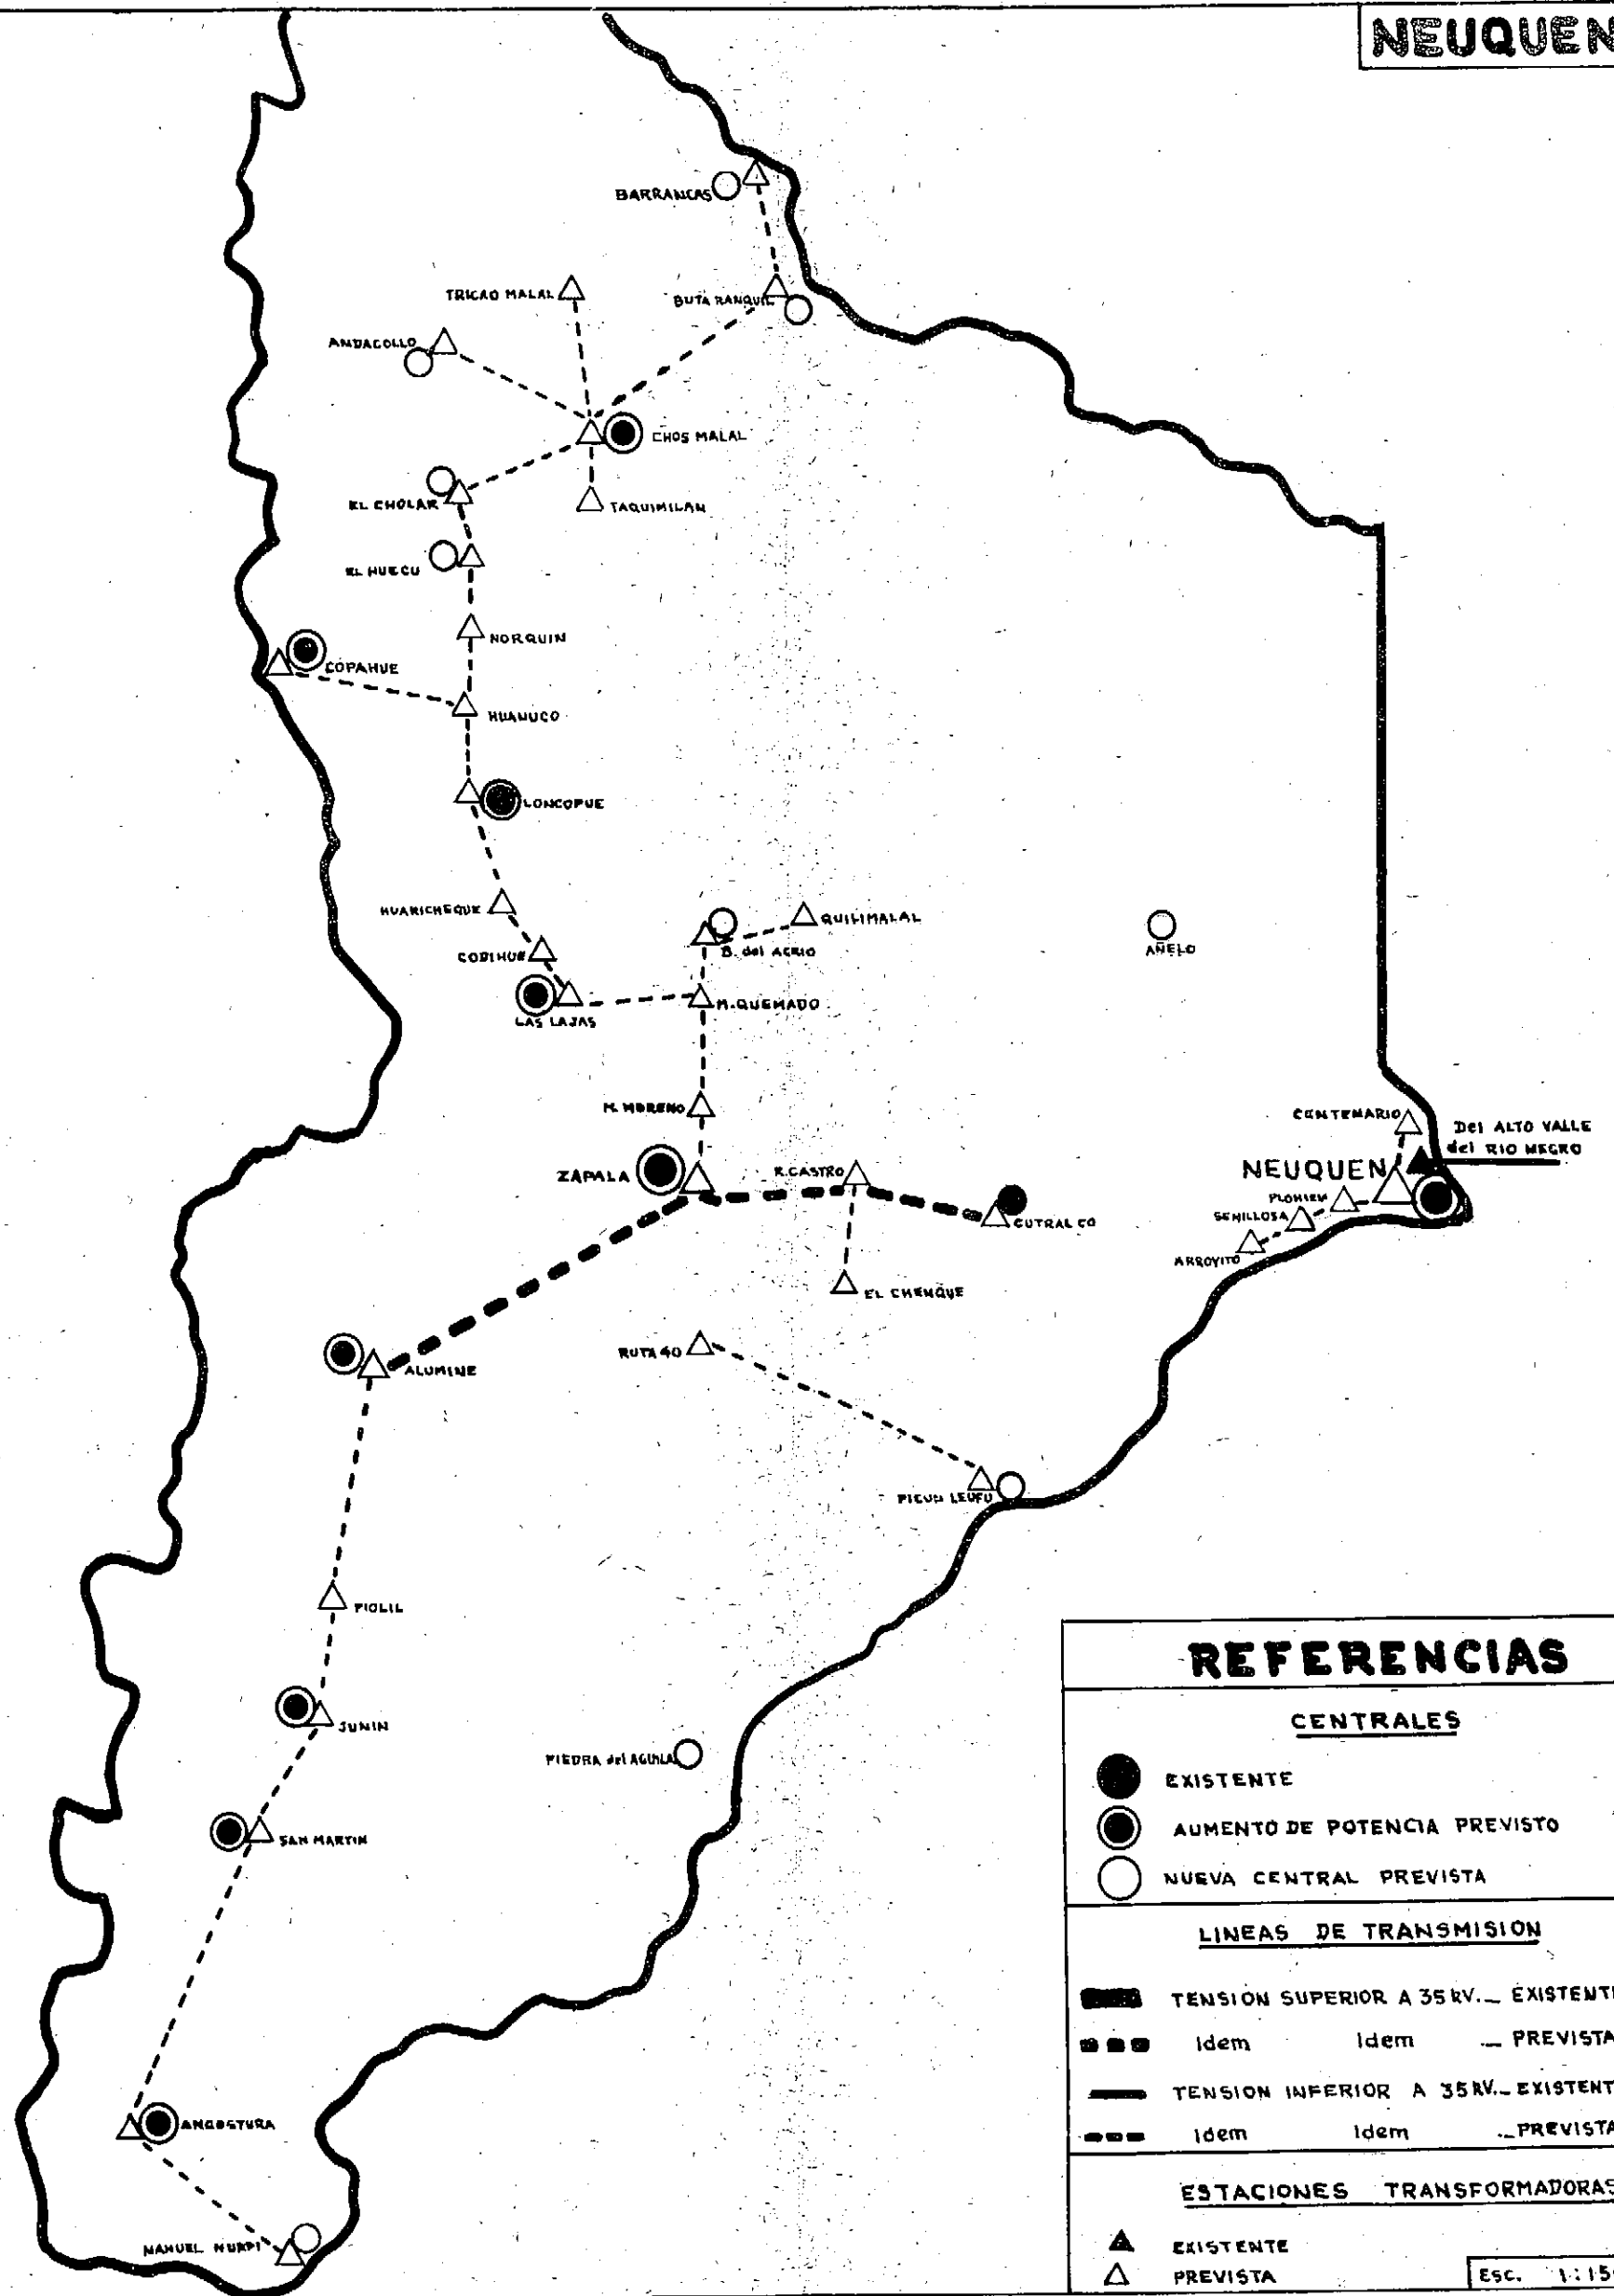 NEUQUEN
BARRANCAS
TRICAO MALAL
BUTA RANQUIL
ANDACOLLO
CHOS MALAL
EL CHOLAR
TAQUIMILAN
EL HUECU
NORQUIN
COPAHUE
HUANUCO
LONCOPUE
HUARICHEQUE
QUILIMALAL
B. del AGRIO
AÑELO
CODIHUE
M. QUEMADO
LAS LAJAS
M. MORENO
CENTENARIO
Del ALTO VALLE
del RIO NEGRO
ZAPALA
R. CASTRO
NEUQUEN
PLOTTIER
SENILLOSA
CUTRAL CO
ARROYITO
EL CHENQUE
RUTA 40
ALUMINE
PICUN LEUFU
PIOLIL
JUNIN
PIEDRA del AGUILA
SAN MARTIN
ANGOSTURA
NAHUEL HUAPI
REFERENCIAS
CENTRALES
EXISTENTE
AUMENTO DE POTENCIA PREVISTO
NUEVA CENTRAL PREVISTA
LINEAS DE TRANSMISION
TENSION SUPERIOR A 35 KV._ EXISTENTE
Idem Idem _ PREVISTA
TENSION INFERIOR A 35 KV._ EXISTENT
Idem Idem _ PREVISTA
ESTACIONES TRANSFORMADORAS
EXISTENTE
PREVISTA
ESC. 1:15